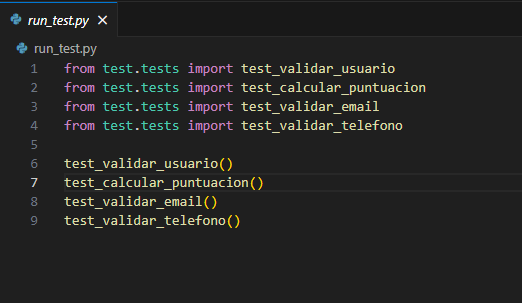 run_test.py
run_test.py
1 from test.tests import test_validar_usuario
2 from test.tests import test_calcular_puntuacion
3 from test.tests import test_validar_email
4 from test.tests import test_validar_telefono
5
6 test_validar_usuario()
7 test_calcular_puntuacion()
8 test_validar_email()
9 test_validar_telefono()